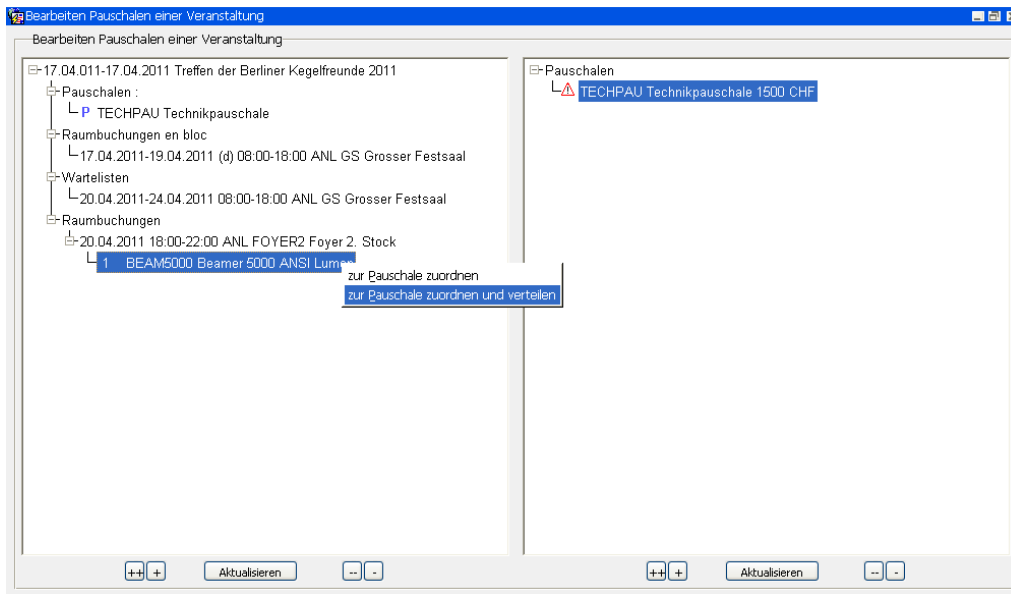 Bearbeiten Pauschalen einer Veranstaltung
Bearbeiten Pauschalen einer Veranstaltung
17.04.011-17.04.2011 Treffen der Berliner Kegelfreunde 2011
Pauschalen :
P TECHPAU Technikpauschale
Raumbuchungen en bloc
17.04.2011-19.04.2011 (d) 08:00-18:00 ANL GS Grosser Festsaal
Wartelisten
20.04.2011-24.04.2011 08:00-18:00 ANL GS Grosser Festsaal
Raumbuchungen
20.04.2011 18:00-22:00 ANL FOYER2 Foyer 2. Stock
1 BEAM5000 Beamer 5000 ANSI Lumen
zur Pauschale zuordnen
zur Pauschale zuordnen und verteilen
Pauschalen
TECHPAU Technikpauschale 1500 CHF
++ + Aktualisieren -- -
++ + Aktualisieren -- -